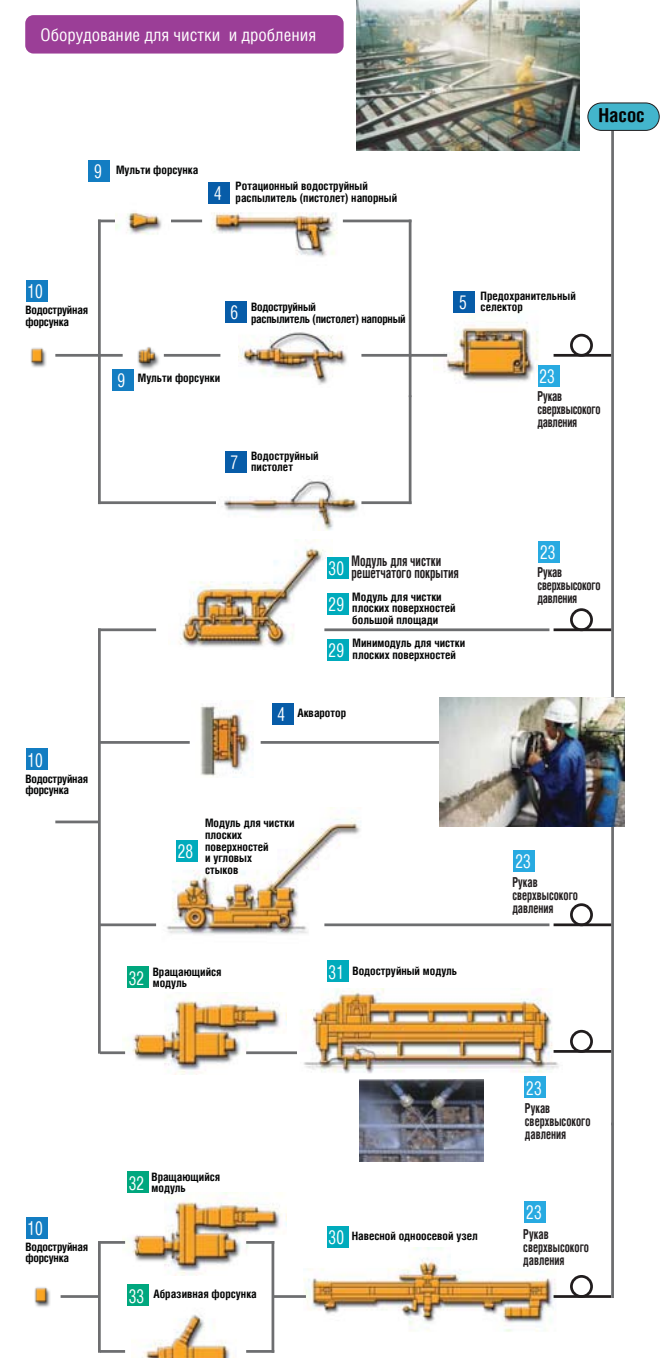 Оборудование для чистки и дробления
Насос
9
Мульти форсунка
4
Ротационный водоструйный
распылитель (пистолет) напорный
10
Водоструйная
форсунка
6
Водоструйный
распылитель (пистолет) напорный
5
Предохранительный
селектор
9
Мульти форсунки
23
Рукав
сверхвысокого
давления
7
Водоструйный
пистолет
30
Модуль для чистки
решетчатого покрытия
29
Модуль для чистки
плоских поверхностей
большой площади
29
Минимодуль для чистки
плоских поверхностей
23
Рукав
сверхвысокого
давления
4
Акваротор
10
Водоструйная
форсунка
28
Модуль для чистки
плоских
поверхностей
и угловых
стыков
23
Рукав
сверхвысокого
давления
32
Вращающийся
модуль
31
Водоструйный модуль
23
Рукав
сверхвысокого
давления
32
Вращающийся
модуль
10
Водоструйная
форсунка
30
Навесной одноосевой узел
23
Рукав
сверхвысокого
давления
33
Абразивная форсунка